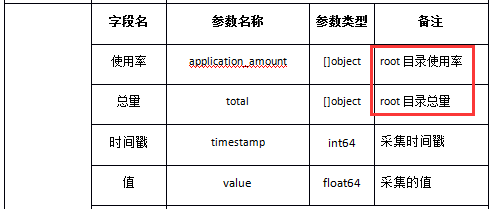 字段名 参数名称 参数类型 备注
使用率 application_amount []object root 目录使用率
总量 total []object root 目录总量
时间戳 timestamp int64 采集时间戳
值 value float64 采集的值